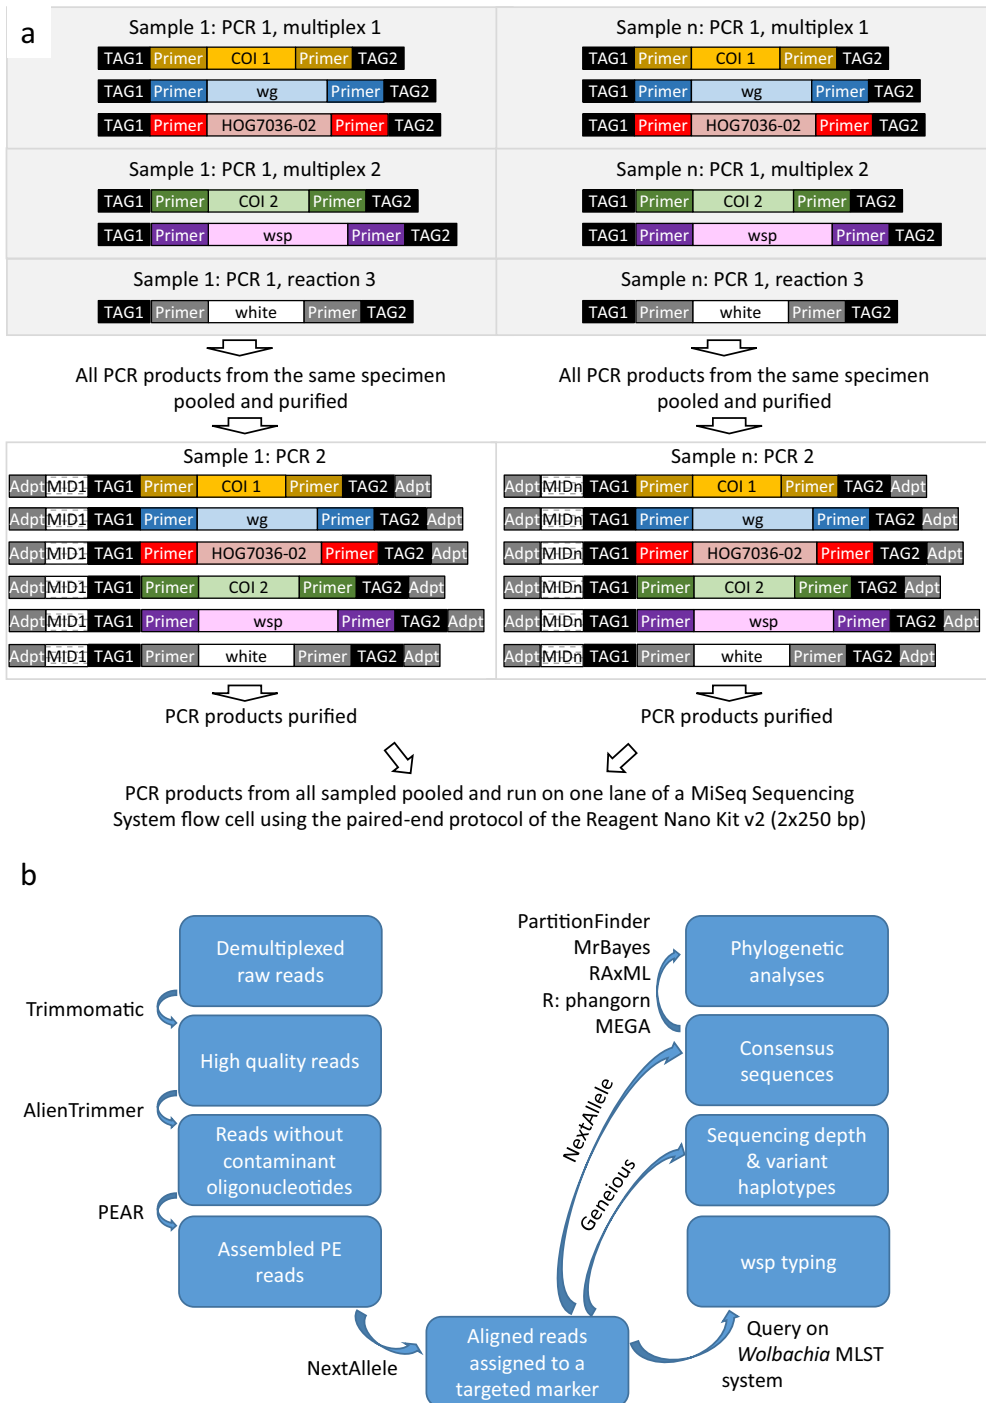 a
Sample 1: PCR 1, multiplex 1
TAG1 Primer COI 1 Primer TAG2
TAG1 Primer wg Primer TAG2
TAG1 Primer HOG7036-02 Primer TAG2
Sample n: PCR 1, multiplex 1
TAG1 Primer COI 1 Primer TAG2
TAG1 Primer wg Primer TAG2
TAG1 Primer HOG7036-02 Primer TAG2
Sample 1: PCR 1, multiplex 2
TAG1 Primer COI 2 Primer TAG2
TAG1 Primer wsp Primer TAG2
Sample n: PCR 1, multiplex 2
TAG1 Primer COI 2 Primer TAG2
TAG1 Primer wsp Primer TAG2
Sample 1: PCR 1, reaction 3
TAG1 Primer white Primer TAG2
Sample n: PCR 1, reaction 3
TAG1 Primer white Primer TAG2
All PCR products from the same specimen
pooled and purified
All PCR products from the same specimen
pooled and purified
Sample 1: PCR 2
Adpt MID1 TAG1 Primer COI 1 Primer TAG2 Adpt
Adpt MID1 TAG1 Primer wg Primer TAG2 Adpt
Adpt MID1 TAG1 Primer HOG7036-02 Primer TAG2 Adpt
Adpt MID1 TAG1 Primer COI 2 Primer TAG2 Adpt
Adpt MID1 TAG1 Primer wsp Primer TAG2 Adpt
Adpt MID1 TAG1 Primer white Primer TAG2 Adpt
Sample n: PCR 2
Adpt MIDn TAG1 Primer COI 1 Primer TAG2 Adpt
Adpt MIDn TAG1 Primer wg Primer TAG2 Adpt
Adpt MIDn TAG1 Primer HOG7036-02 Primer TAG2 Adpt
Adpt MIDn TAG1 Primer COI 2 Primer TAG2 Adpt
Adpt MIDn TAG1 Primer wsp Primer TAG2 Adpt
Adpt MIDn TAG1 Primer white Primer TAG2 Adpt
PCR products purified
PCR products purified
PCR products from all sampled pooled and run on one lane of a MiSeq Sequencing
System flow cell using the paired-end protocol of the Reagent Nano Kit v2 (2x250 bp)
b
Demultiplexed
raw reads
Trimmomatic
High quality reads
AlienTrimmer
Reads without
contaminant
oligonucleotides
PEAR
Assembled PE
reads
NextAllele
Aligned reads
assigned to a
targeted marker
NextAllele
Geneious
Query on
Wolbachia MLST
system
PartitionFinder
MrBayes
RAxML
R: phangorn
MEGA
Phylogenetic
analyses
Consensus
sequences
Sequencing depth
& variant
haplotypes
wsp typing